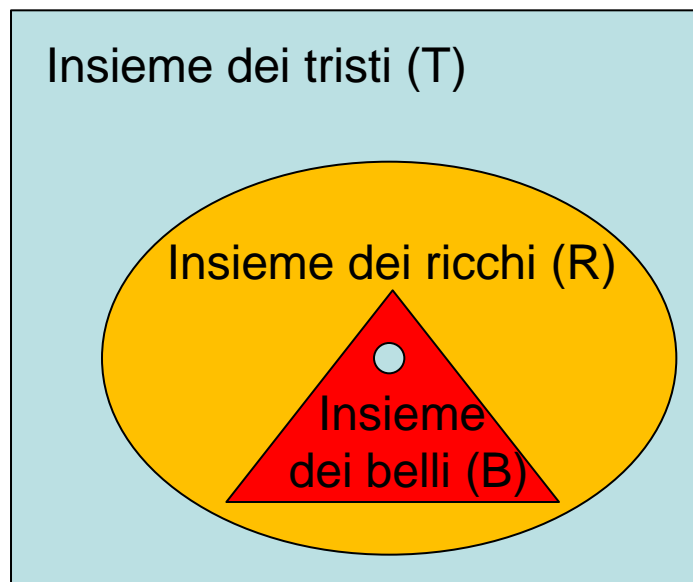 Insieme dei tristi (T)
Insieme dei ricchi (R)
Insieme
dei belli (B)